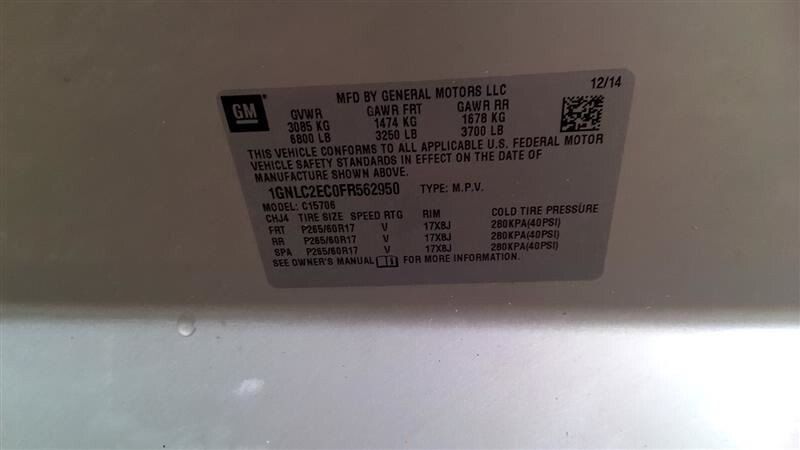 GM
MFD BY GENERAL MOTORS LLC 12/14
GVWR GAWR FRT GAWR RR
3085 KG 1474 KG 1678 KG
6800 LB 3250 LB 3700 LB
THIS VEHICLE CONFORMS TO ALL APPLICABLE U.S. FEDERAL MOTOR
VEHICLE SAFETY STANDARDS IN EFFECT ON THE DATE OF
MANUFACTURE SHOWN ABOVE.
1GNLC2EC0FR562950 TYPE: M.P.V.
MODEL: C15706
CHJ4 TIRE SIZE SPEED RTG RIM COLD TIRE PRESSURE
FRT P265/60R17 V 17X8J 280KPA(40PSI)
RR P265/60R17 V 17X8J 280KPA(40PSI)
SPA P265/60R17 V 17X8J 280KPA(40PSI)
SEE OWNER'S MANUAL FOR MORE INFORMATION.